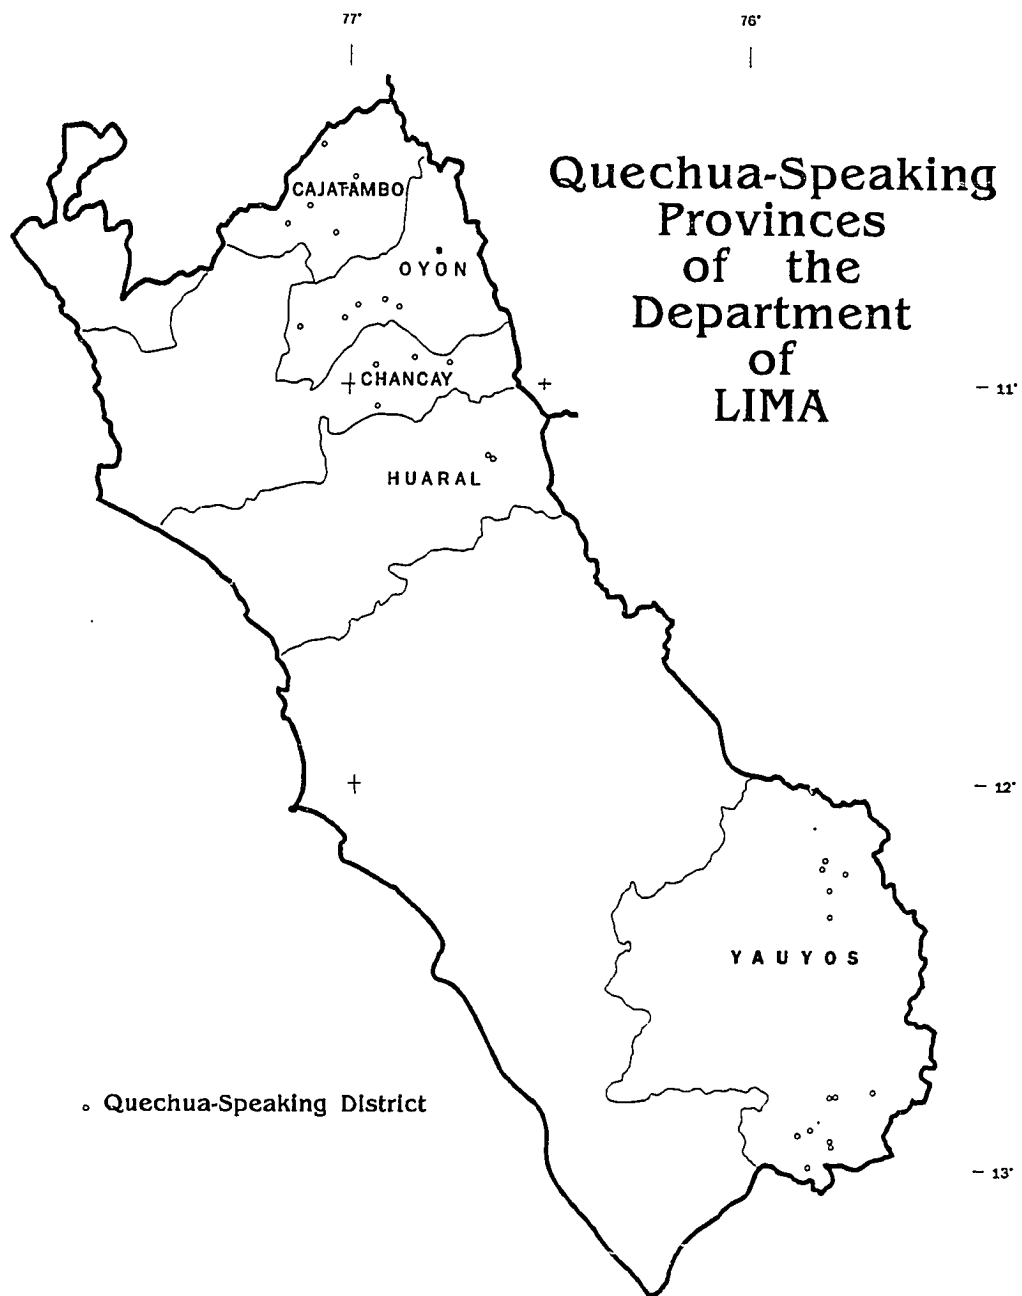 77°
76°
Quechua-Speaking
Provinces
of the
Department
of
LIMA
CAJATAMBO
OYON
CHANCAY
11°
HUARAL
12°
YAUYOS
Quechua-Speaking District
13°